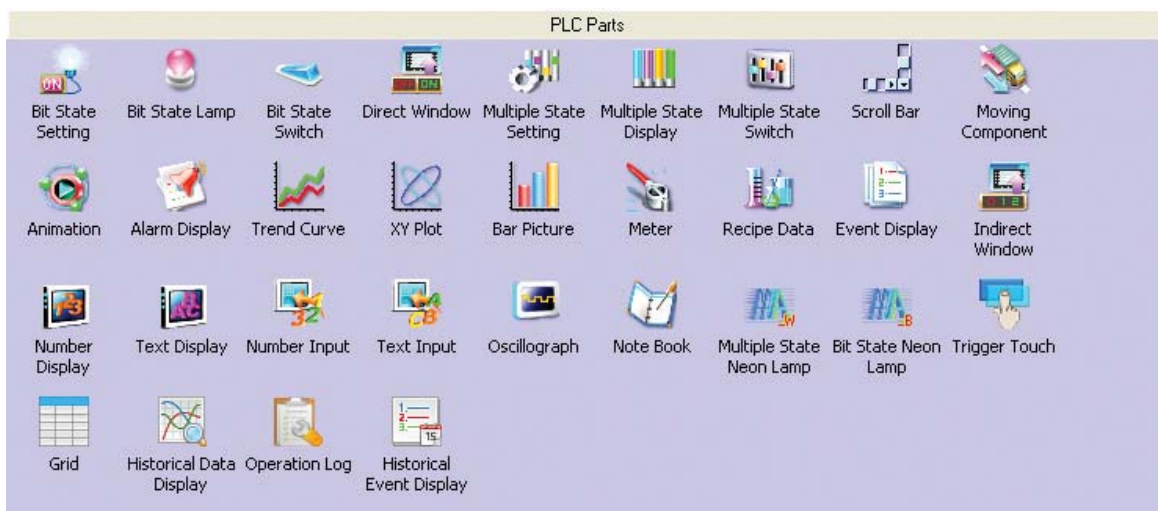 PLC Parts
Bit State Setting
Bit State Lamp
Bit State Switch
Direct Window
Multiple State Setting
Multiple State Display
Multiple State Switch
Scroll Bar
Moving Component
Animation
Alarm Display
Trend Curve
XY Plot
Bar Picture
Meter
Recipe Data
Event Display
Indirect Window
Number Display
Text Display
Number Input
Text Input
Oscillograph
Note Book
Multiple State Neon Lamp
Bit State Neon Lamp
Trigger Touch
Grid
Historical Data Display
Operation Log
Historical Event Display